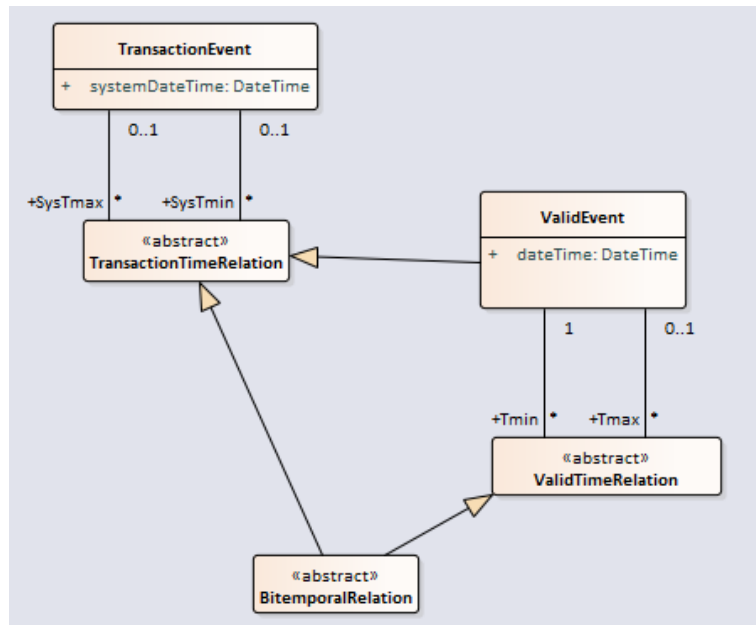 TransactionEvent
+ systemDateTime: DateTime
0..1 0..1
+SysTmax * +SysTmin *
«abstract»
TransactionTimeRelation
ValidEvent
+ dateTime: DateTime
1 0..1
+Tmin * +Tmax *
«abstract»
ValidTimeRelation
«abstract»
BitemporalRelation